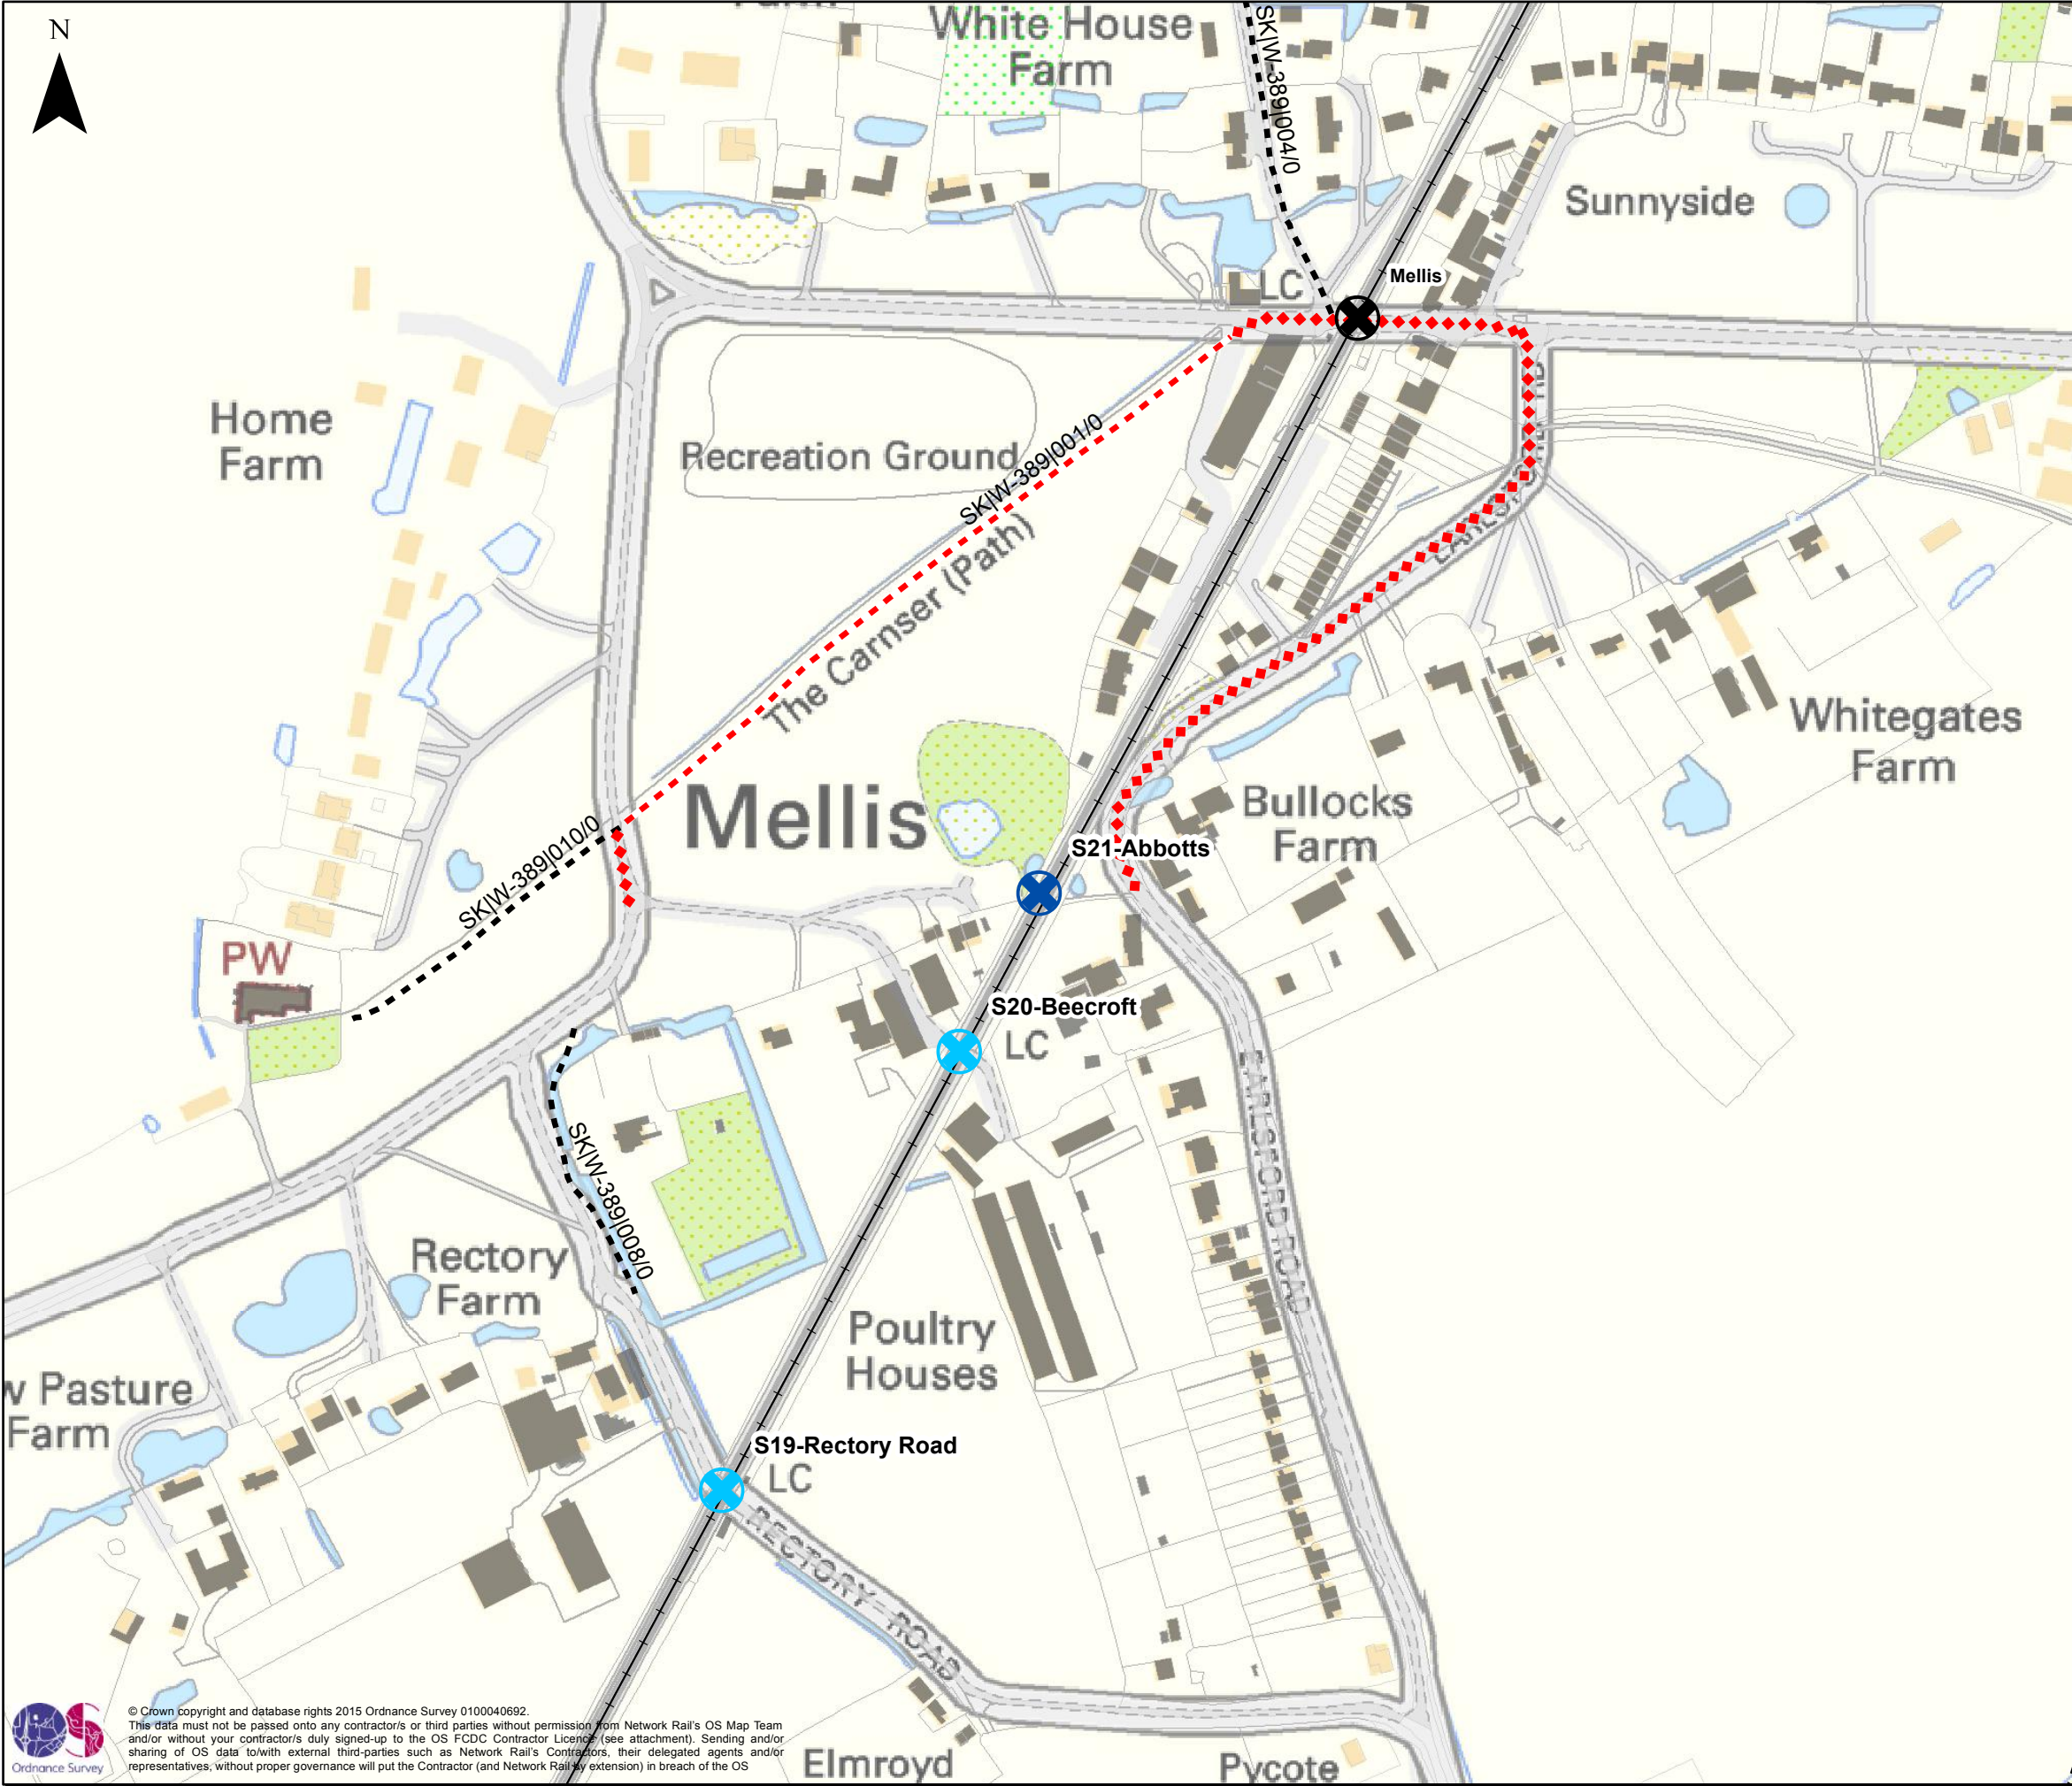 N
White House
Farm
SK|W-389|004/0
Sunnyside
Mellis
LC
Home
Farm
Recreation Ground
SK|W-389|001/0
The Carnser (Path)
Whitegates
Farm
Mellis
Bullocks
Farm
S21-Abbotts
SK|W-389|010/0
PW
S20-Beecroft
LC
EARLSFORD ROAD
SK|W-389|008/0
Rectory
Farm
Poultry
Houses
w Pasture
Farm
S19-Rectory Road
LC
RECTORY ROAD
Elmroyd
Pycote
Ordnance Survey
© Crown copyright and database rights 2015 Ordnance Survey 0100040692.
This data must not be passed onto any contractor/s or third parties without permission from Network Rail's OS Map Team
and/or without your contractor/s duly signed-up to the OS FCDC Contractor Licence (see attachment). Sending and/or
sharing of OS data to/with external third-parties such as Network Rail's Contractors, their delegated agents and/or
representatives, without proper governance will put the Contractor (and Network Rail by extension) in breach of the OS